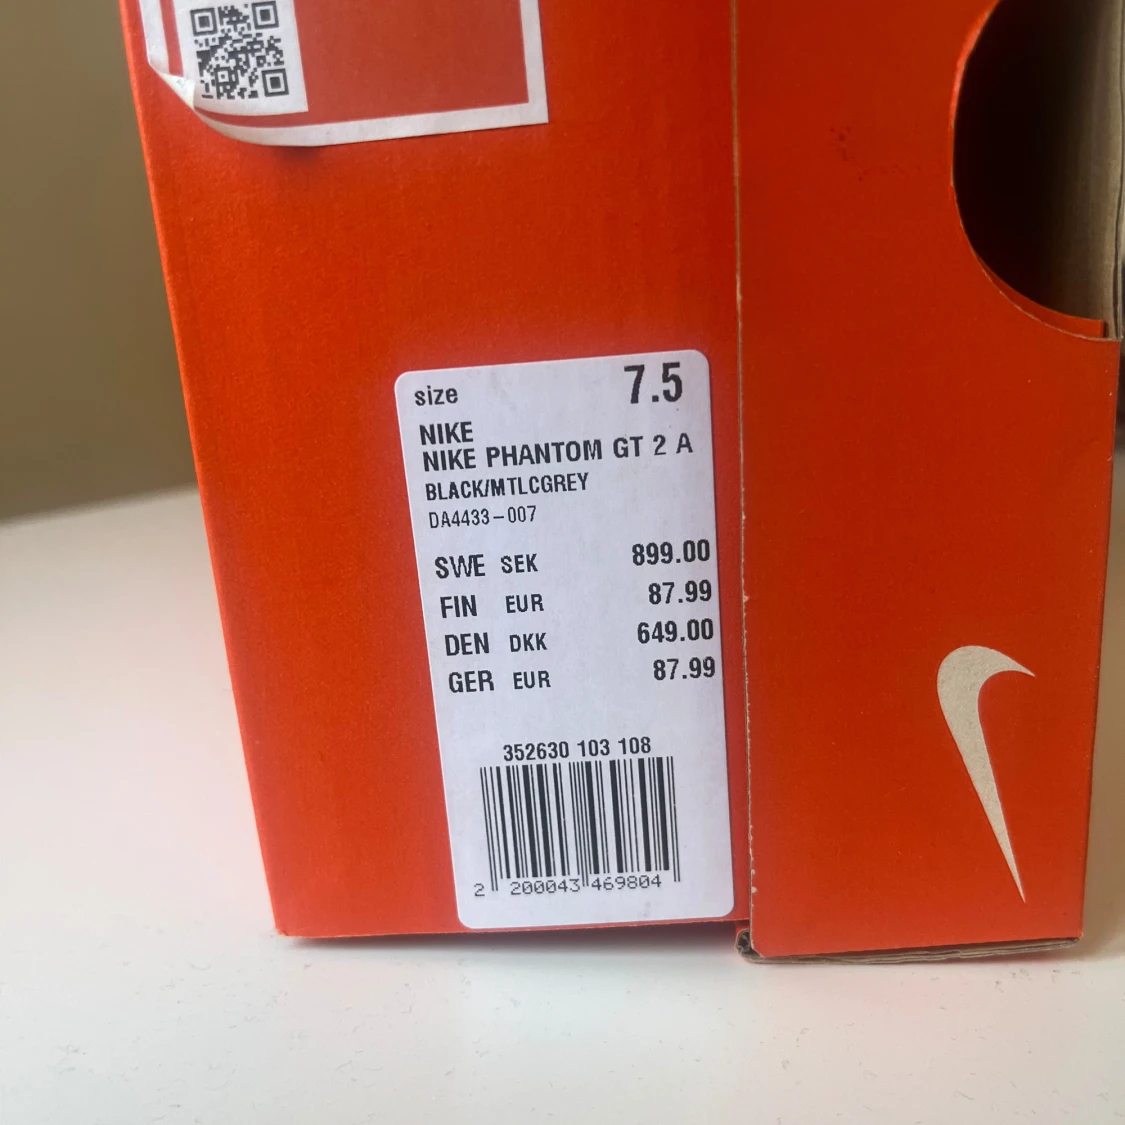 size 7.5
NIKE
NIKE PHANTOM GT 2 A
BLACK/MTLCGREY
DA4433-007
SWE SEK 899.00
FIN EUR 87.99
DEN DKK 649.00
GER EUR 87.99
352630 103 108
2 200043 469804